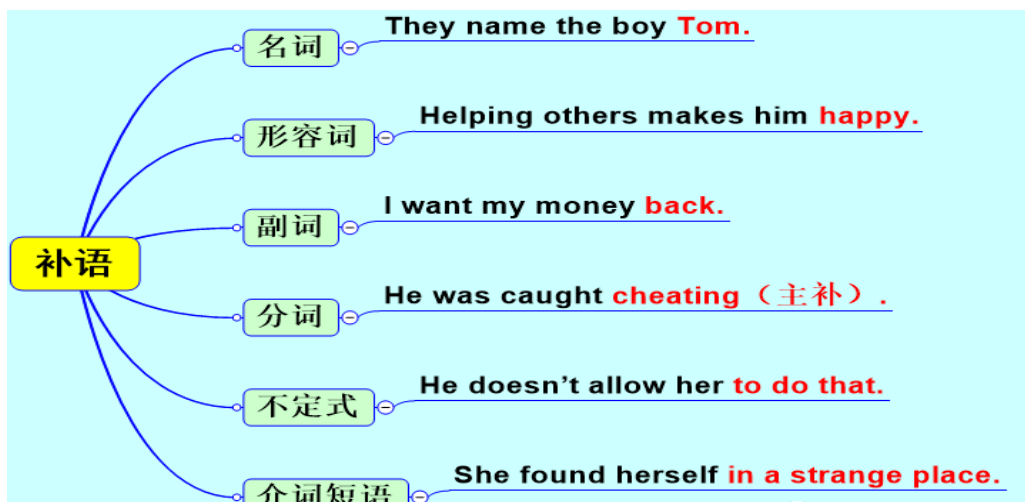 They name the boy Tom.
名词
Helping others makes him happy.
形容词
I want my money back.
副词
补语
He was caught cheating（主补）.
分词
He doesn’t allow her to do that.
不定式
She found herself in a strange place.
介词短语